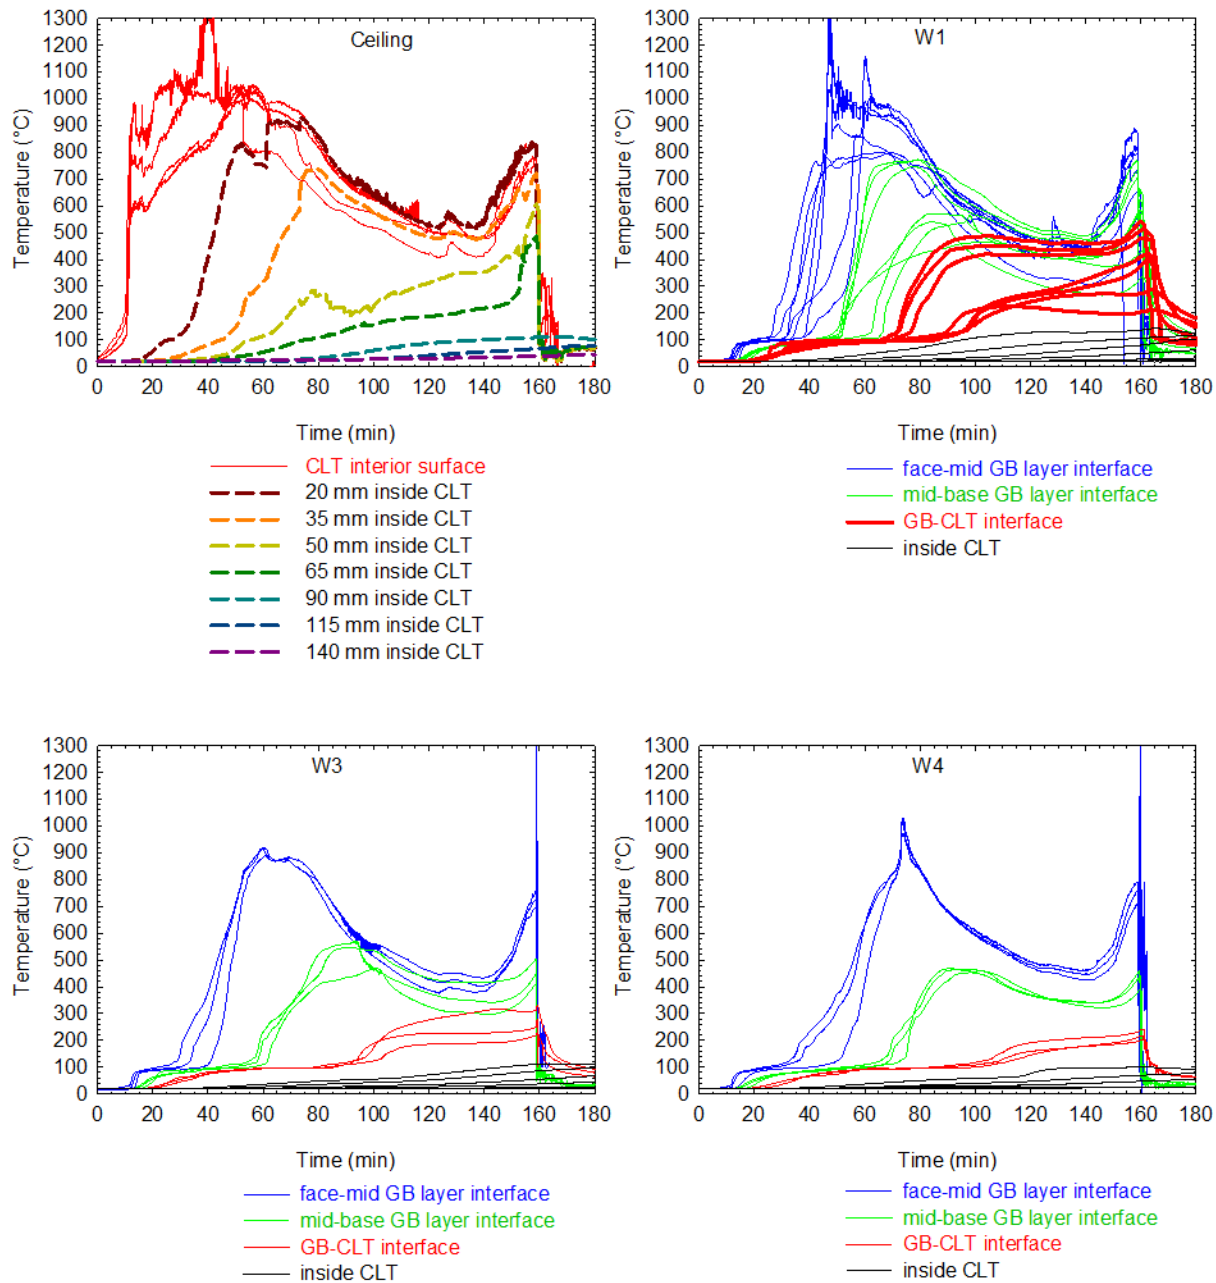 Ceiling
1300
1200
1100
1000
900
800
700
600
500
400
300
200
100
0
Temperature (°C)
0 20 40 60 80 100 120 140 160 180
Time (min)
CLT interior surface
20 mm inside CLT
35 mm inside CLT
50 mm inside CLT
65 mm inside CLT
90 mm inside CLT
115 mm inside CLT
140 mm inside CLT
W1
1300
1200
1100
1000
900
800
700
600
500
400
300
200
100
0
Temperature (°C)
0 20 40 60 80 100 120 140 160 180
Time (min)
face-mid GB layer interface
mid-base GB layer interface
GB-CLT interface
inside CLT
W3
1300
1200
1100
1000
900
800
700
600
500
400
300
200
100
0
Temperature (°C)
0 20 40 60 80 100 120 140 160 180
Time (min)
face-mid GB layer interface
mid-base GB layer interface
GB-CLT interface
inside CLT
W4
1300
1200
1100
1000
900
800
700
600
500
400
300
200
100
0
Temperature (°C)
0 20 40 60 80 100 120 140 160 180
Time (min)
face-mid GB layer interface
mid-base GB layer interface
GB-CLT interface
inside CLT